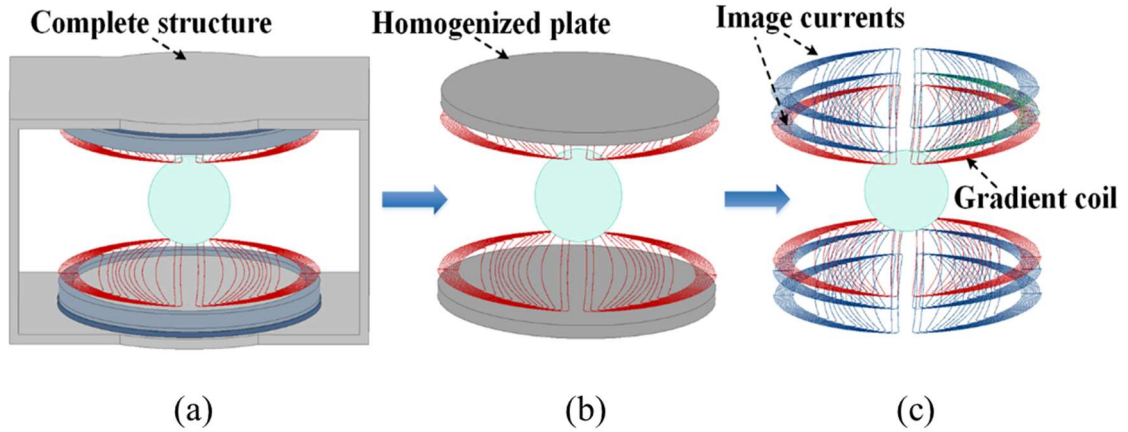 Complete structure
Homogenized plate
Image currents
Gradient coil
(a)
(b)
(c)